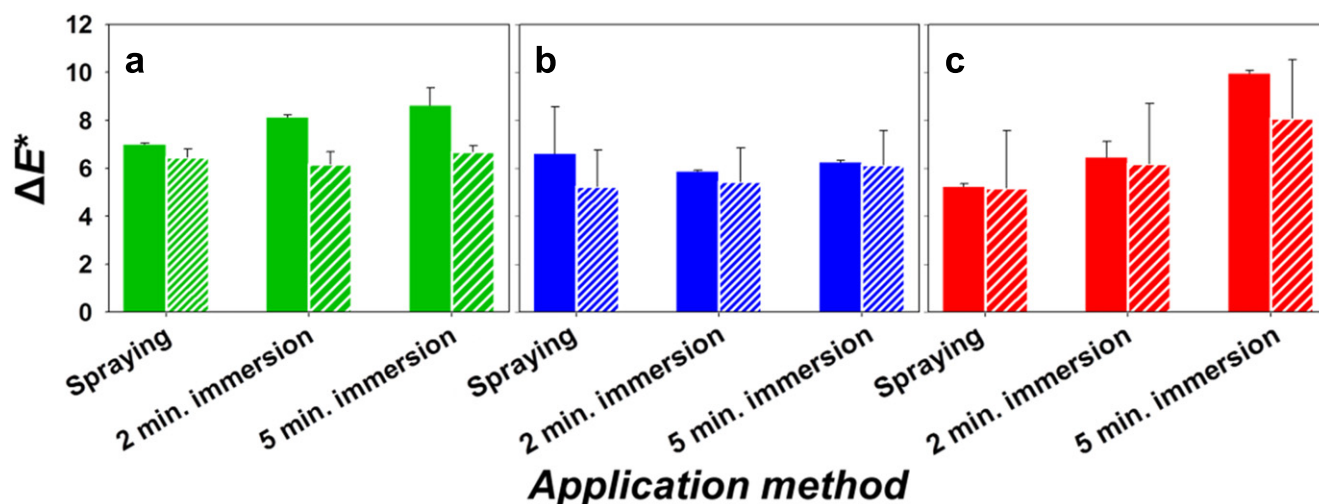 ΔE*
12
10
8
6
4
2
0
a
b
c
Spraying
2 min. immersion
5 min. immersion
Spraying
2 min. immersion
5 min. immersion
Spraying
2 min. immersion
5 min. immersion
Application method